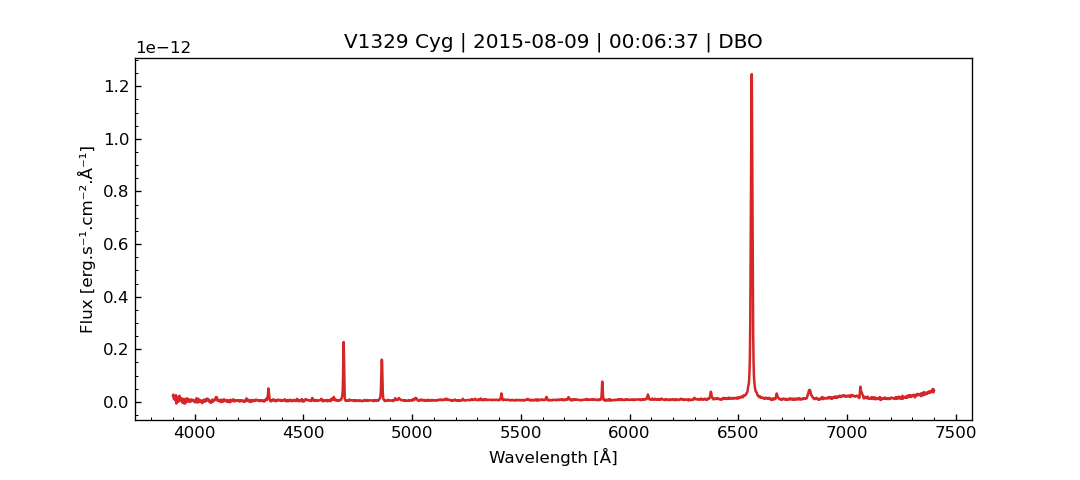 V1329 Cyg | 2015-08-09 | 00:06:37 | DBO
1e−12
1.2
1.0
0.8
0.6
0.4
0.2
0.0
Flux [erg.s⁻¹.cm⁻².Å⁻¹]
4000 4500 5000 5500 6000 6500 7000 7500
Wavelength [Å]